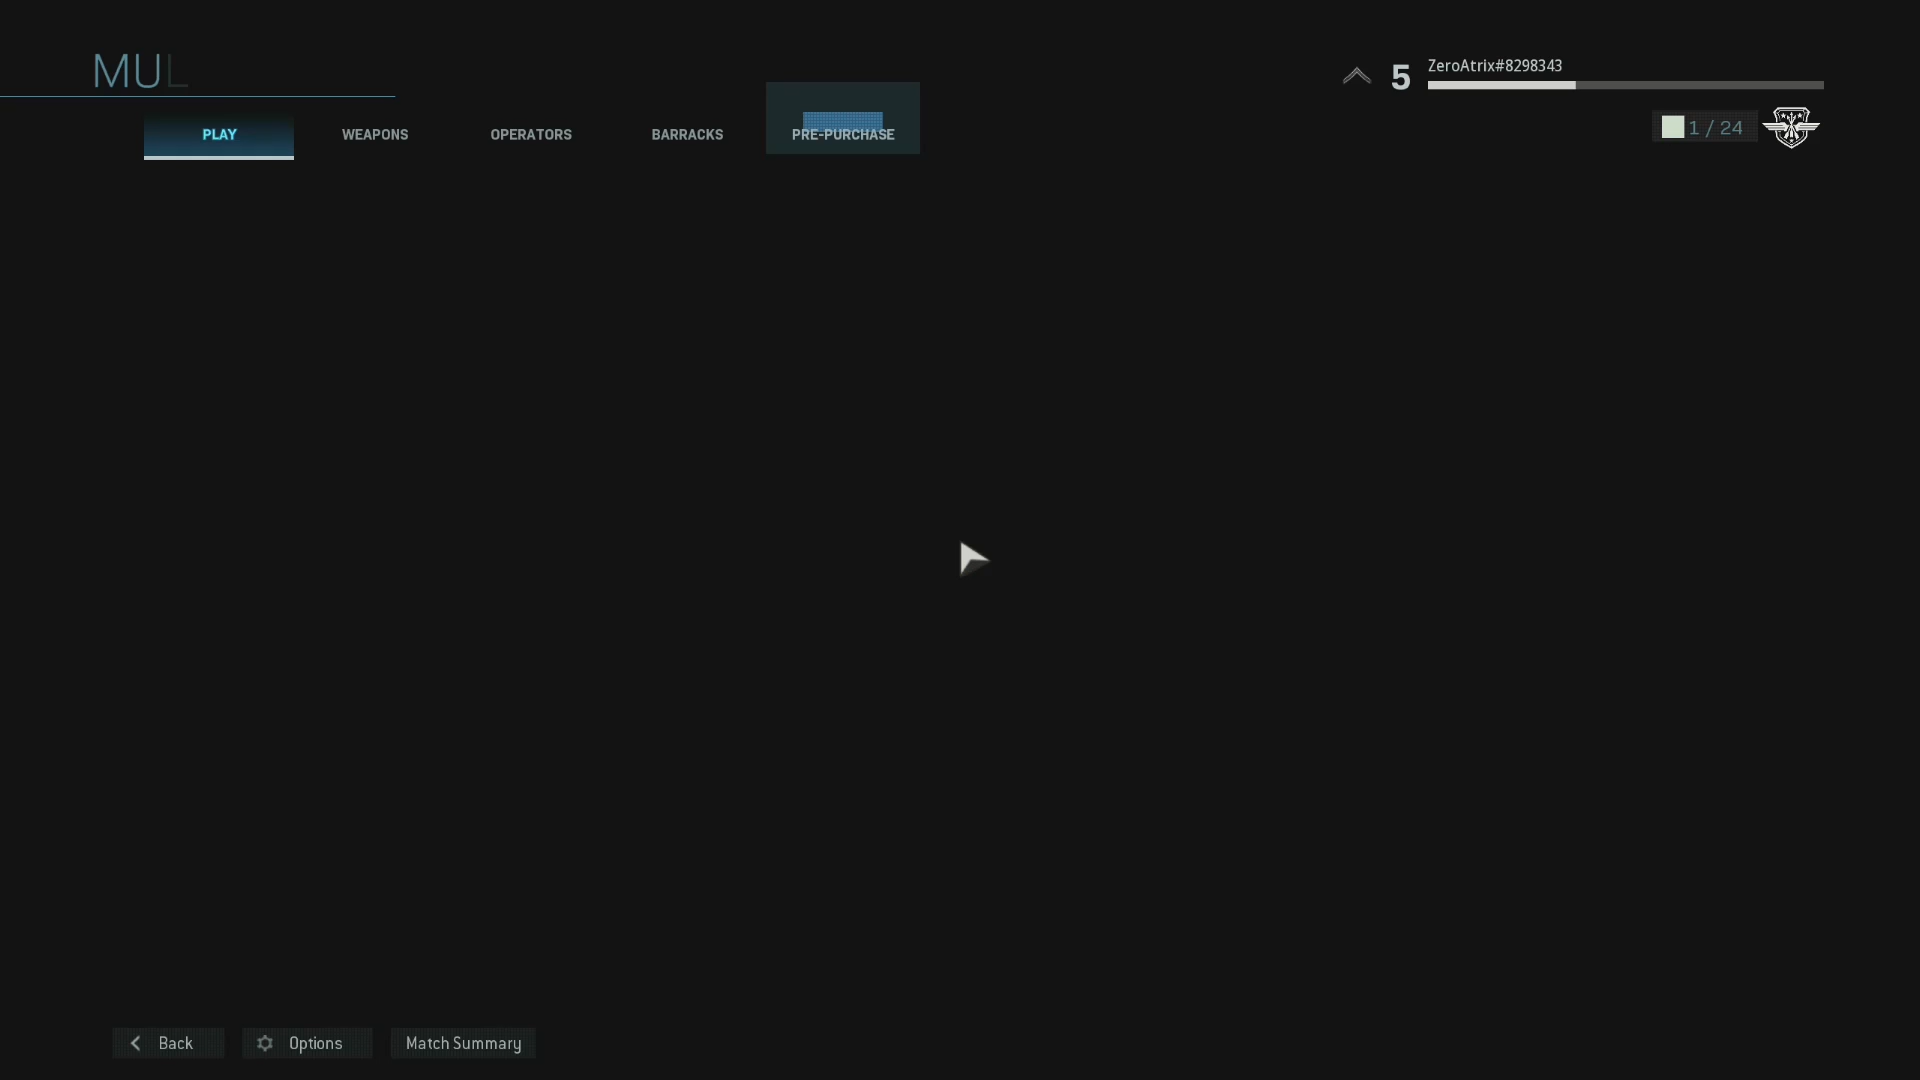 MUL
5 ZeroAtrix#8298343
PLAY WEAPONS OPERATORS BARRACKS PRE-PURCHASE
1 / 24
Back Options Match Summary